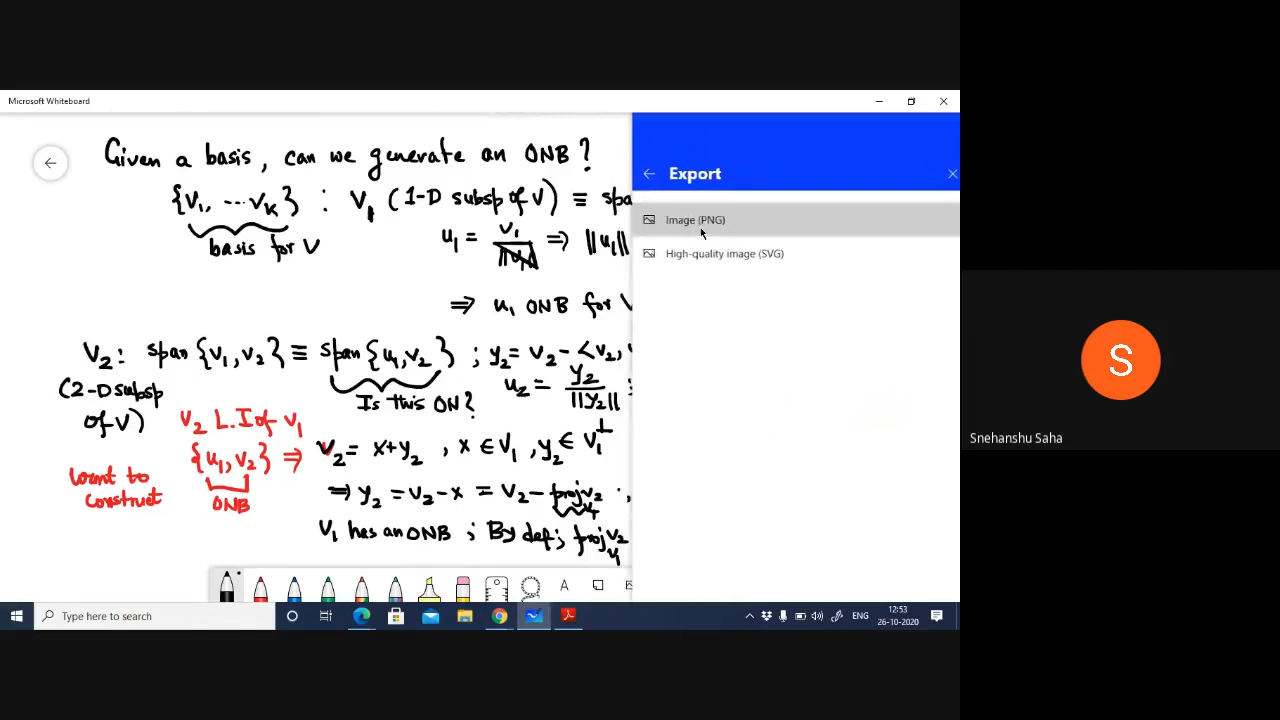 Microsoft Whiteboard
Given a basis, can we generate an ONB?
{v1, ... vk} : V1 (1-D subsp of V) ≡ spa
basis for V
u1 = v1 / ||v1|| ⇒ ||u1||
⇒ u1 ONB for V
V2: span {v1, v2} ≡ span {u1, v2} ; y2 = v2 - <v2, 
(2-D subsp of V)
Is this ON?
u2 = y2 / ||y2||
v2 L.I of v1
{u1, v2} ⇒
ONB
Want to construct
v2 = x + y2 , x ∈ V1 , y2 ∈ V1⊥
⇒ y2 = v2 - x = v2 - proj v2
V1 has an ONB ; By def; proj v2
V1
Export
Image (PNG)
High-quality image (SVG)
A
Type here to search
ENG
12:53
26-10-2020
S
Snehanshu Saha